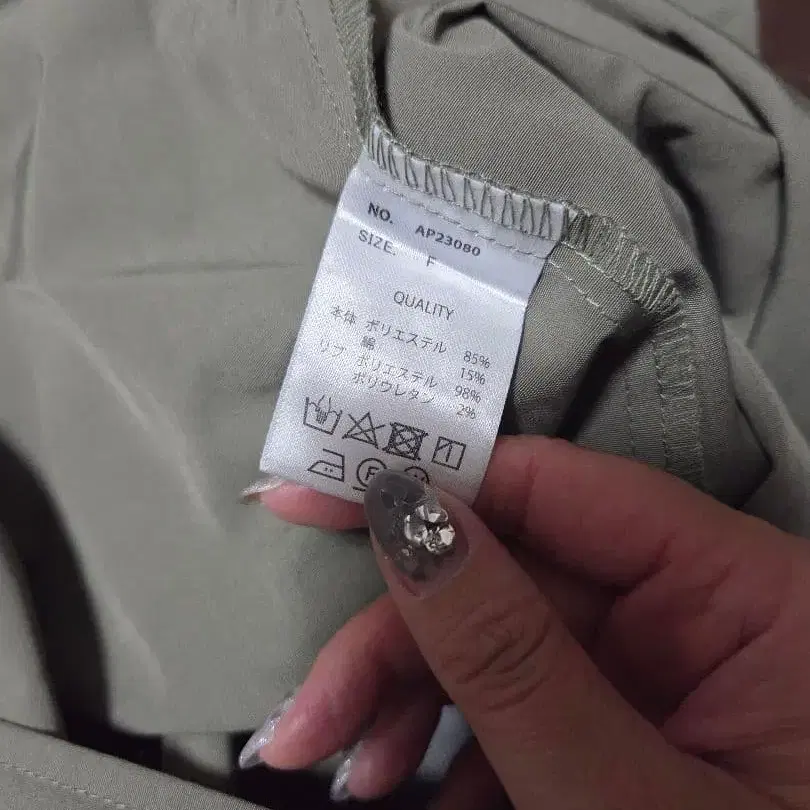 NO. AP23080
SIZE. F
QUALITY
本体 ポリエステル 85%
綿 15%
リブ ポリエステル 98%
ポリウレタン 2%